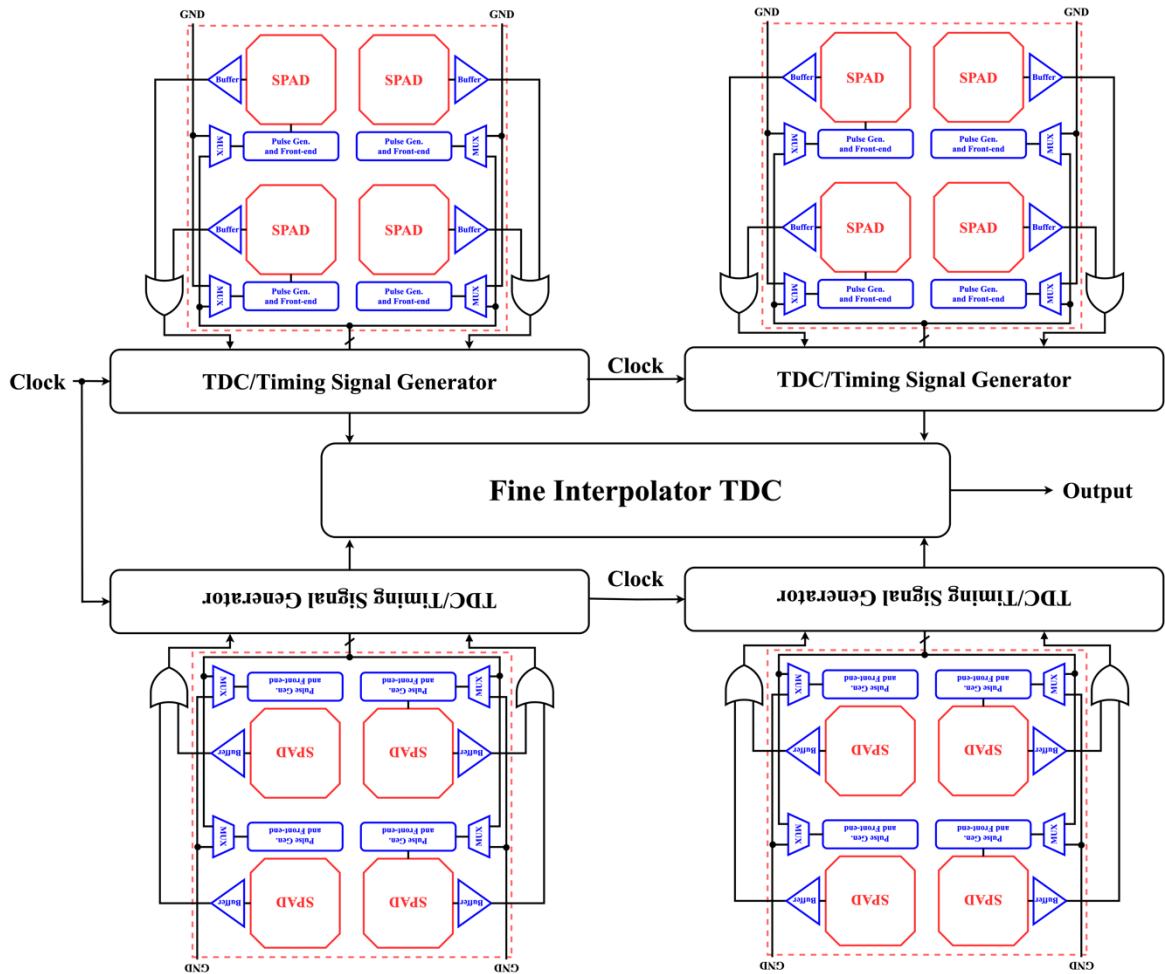 GND GND GND GND
Buffer SPAD SPAD Buffer Buffer SPAD SPAD Buffer
MUX Pulse Gen. Pulse Gen. MUX MUX Pulse Gen. Pulse Gen. MUX
and Front-end and Front-end and Front-end and Front-end
Buffer SPAD SPAD Buffer Buffer SPAD SPAD Buffer
MUX Pulse Gen. Pulse Gen. MUX MUX Pulse Gen. Pulse Gen. MUX
and Front-end and Front-end and Front-end and Front-end
Clock TDC/Timing Signal Generator Clock TDC/Timing Signal Generator
Fine Interpolator TDC Output
TDC/Timing Signal Generator Clock TDC/Timing Signal Generator
MUX Pulse Gen. Pulse Gen. MUX MUX Pulse Gen. Pulse Gen. MUX
and Front-end and Front-end and Front-end and Front-end
Buffer SPAD SPAD Buffer Buffer SPAD SPAD Buffer
MUX Pulse Gen. Pulse Gen. MUX MUX Pulse Gen. Pulse Gen. MUX
and Front-end and Front-end and Front-end and Front-end
Buffer SPAD SPAD Buffer Buffer SPAD SPAD Buffer
GND GND GND GND